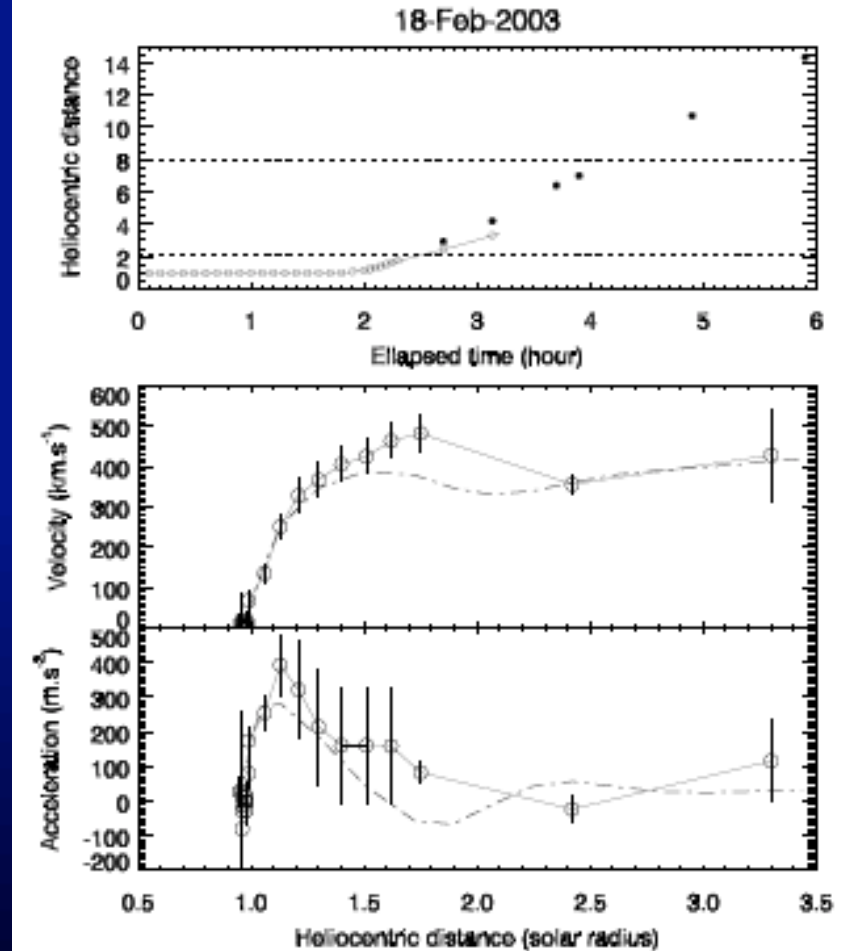 18-Feb-2003
Heliocentric distance
14
12
10
8
6
4
2
0
0 1 2 3 4 5 6
Ellapsed time (hour)
Velocity (km.s⁻¹)
600
500
400
300
200
100
0
Acceleration (m.s⁻²)
500
400
300
200
100
0
-100
-200
0.5 1.0 1.5 2.0 2.5 3.0 3.5
Heliocentric distance (solar radius)